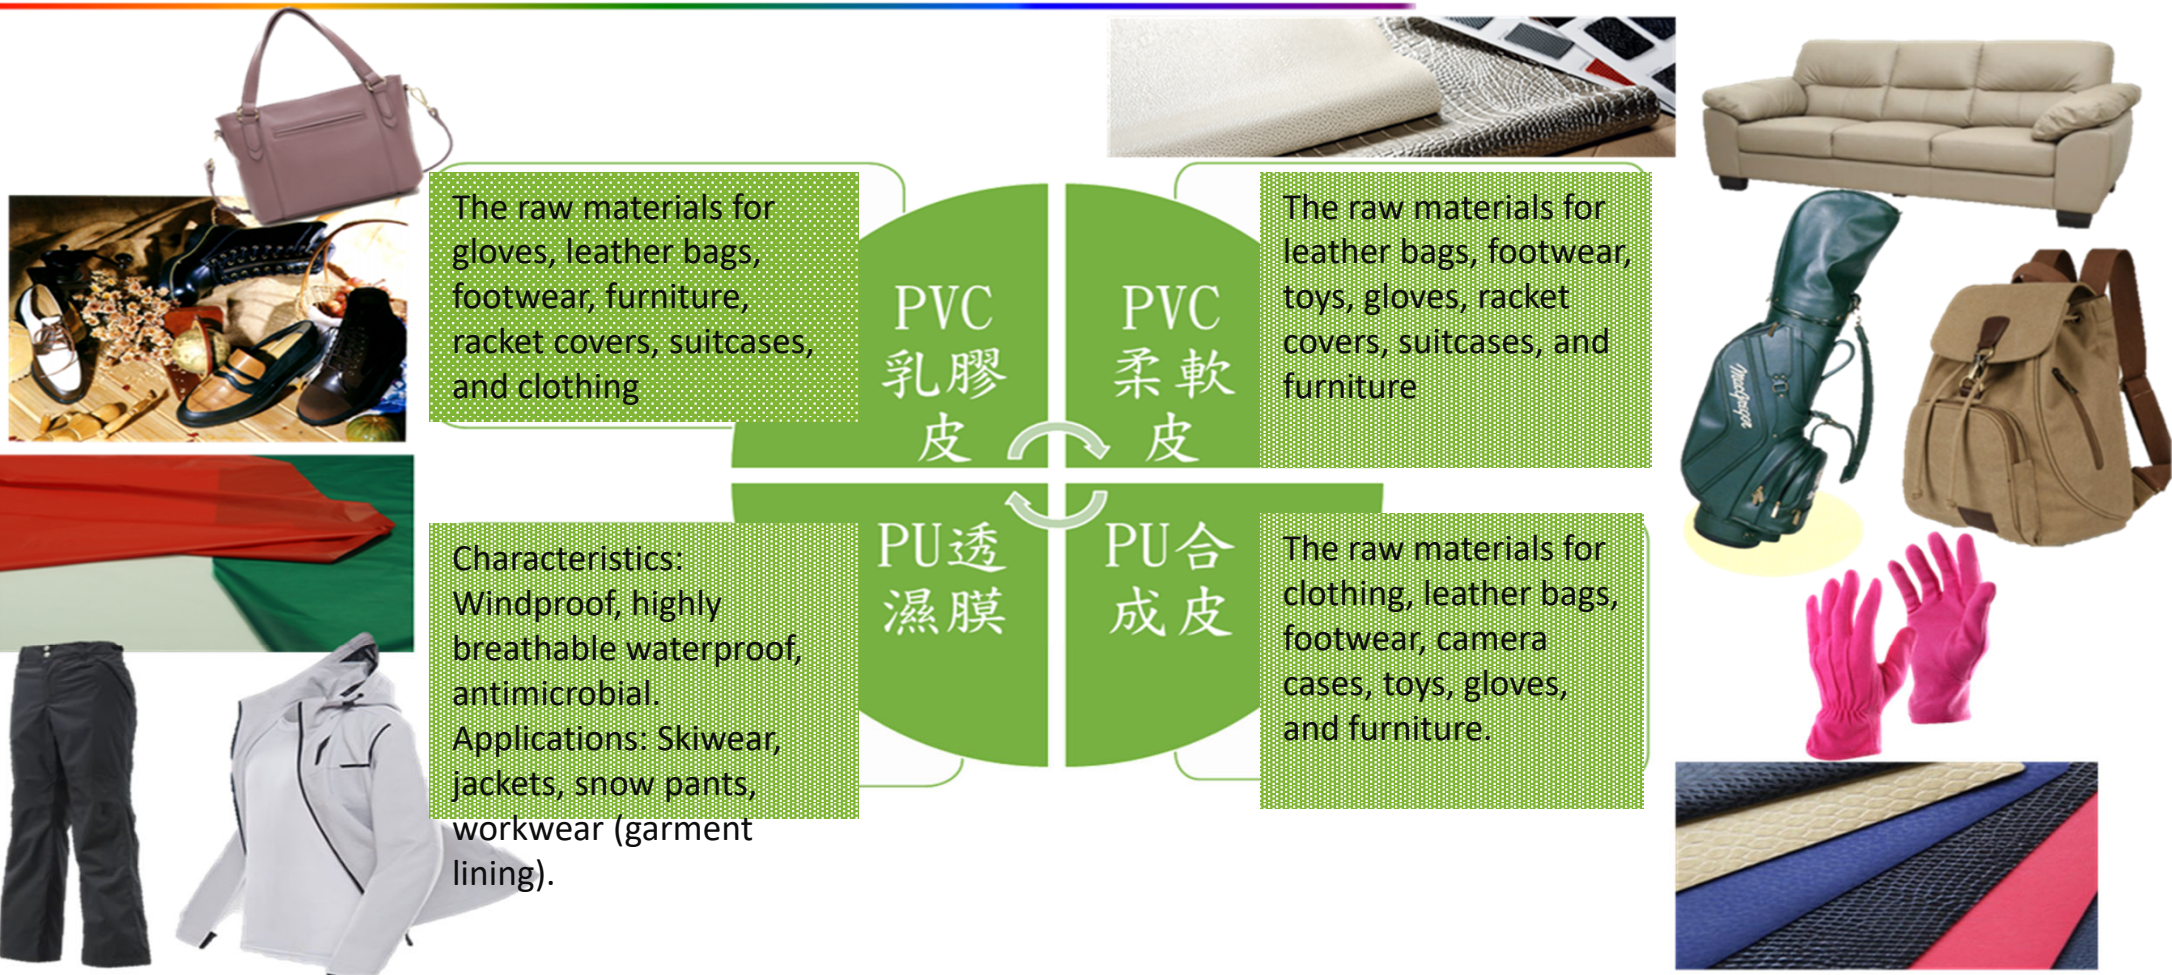 The raw materials for
gloves, leather bags,
footwear, furniture,
racket covers, suitcases,
and clothing
PVC
乳膠
皮
PVC
柔軟
皮
The raw materials for
leather bags, footwear,
toys, gloves, racket
covers, suitcases, and
furniture
Characteristics:
Windproof, highly
breathable waterproof,
antimicrobial.
Applications: Skiwear,
jackets, snow pants,
workwear (garment
lining).
PU透
濕膜
PU合
成皮
The raw materials for
clothing, leather bags,
footwear, camera
cases, toys, gloves,
and furniture.
MacGregor